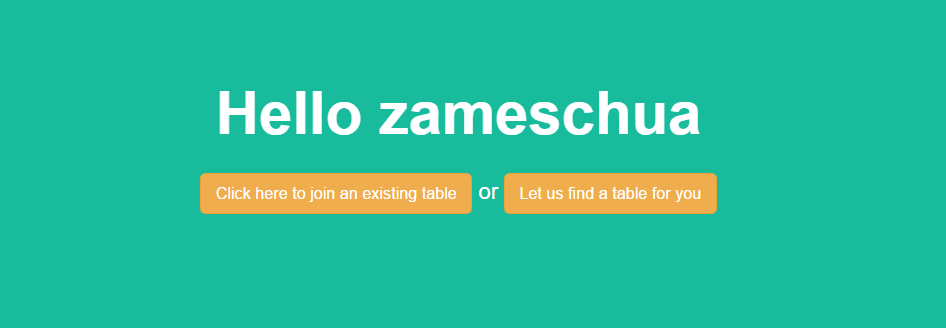 Hello zameschua
Click here to join an existing table or Let us find a table for you